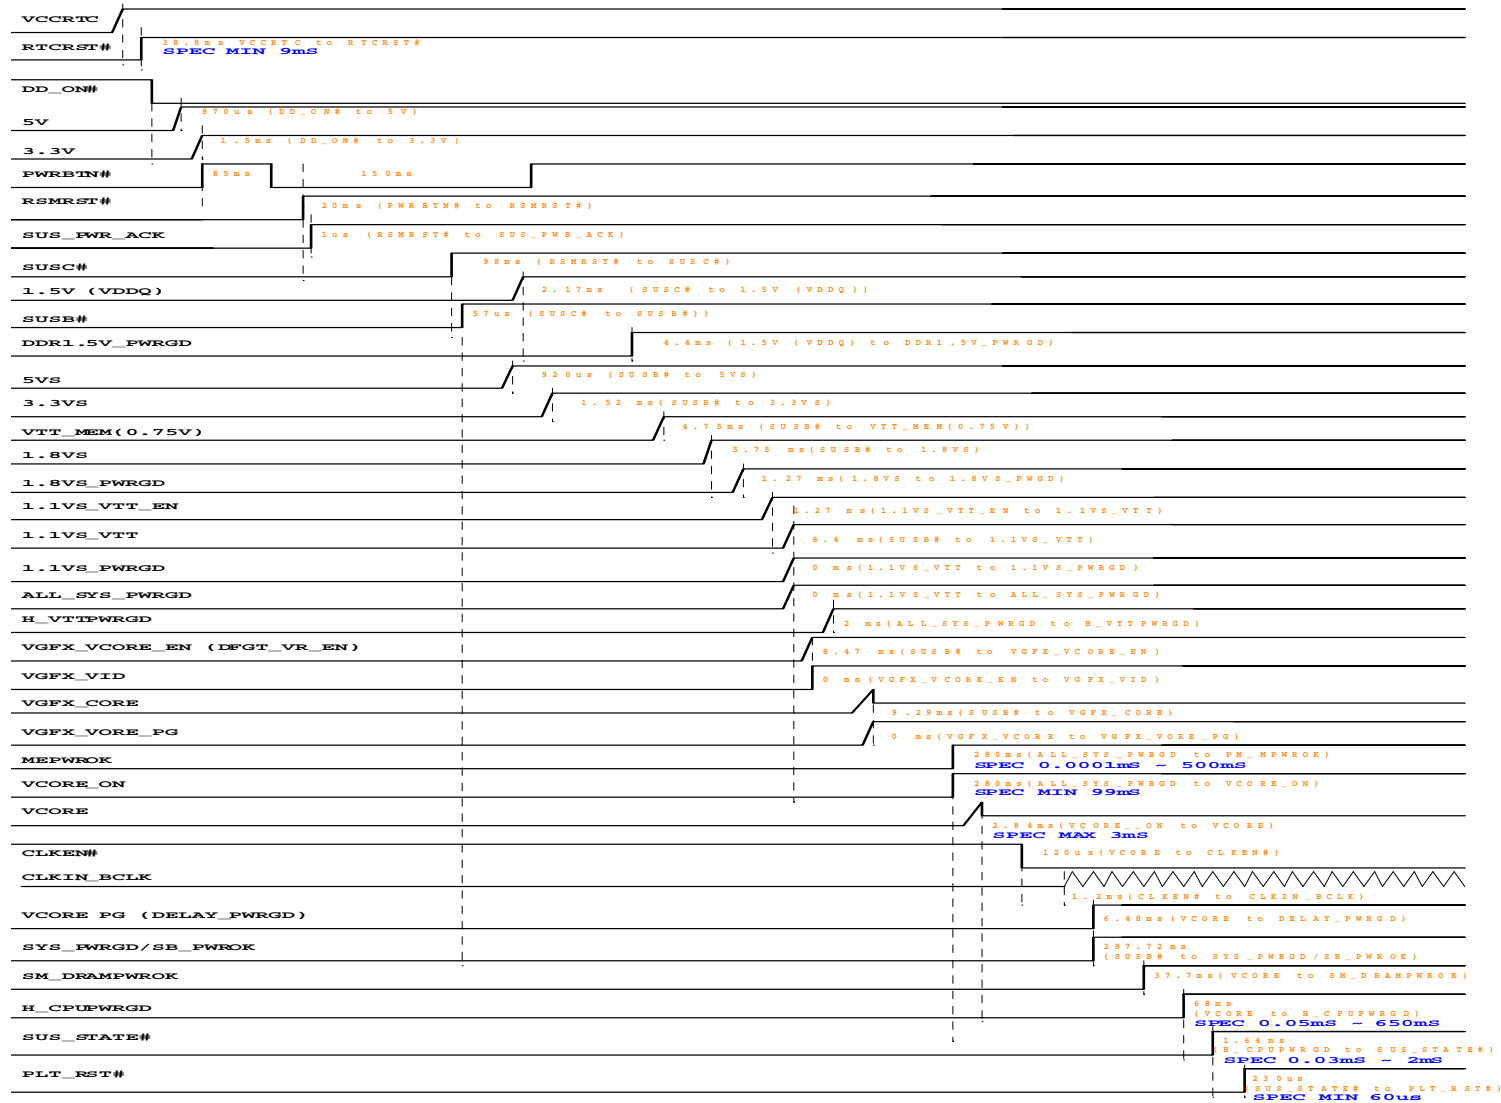 VCCRTC
38.8ms VCCRTC to RTCRST#
RTCRST#
SPEC MIN 9mS
DD_ON#
870us (DD_ON# to 5V)
5V
1.5ms (DD_ON# to 3.3V)
3.3V
PWRBTN# 85ms 150ms
RSMRST# 20ms (PWRBTN# to RSMRST#)
SUS_PWR_ACK 1us (RSMRST# to SUS_PWR_ACK)
SUSC# 98ms (RSMRST# to SUSC#)
1.5V (VDDQ) 2.17ms (SUSC# to 1.5V (VDDQ))
SUSB# 57us (SUSC# to SUSB#))
DDR1.5V_PWRGD 4.4ms (1.5V (VDDQ) to DDR1.5V_PWRGD)
5VS 920us (SUSB# to 5VS)
3.3VS 1.52 ms(SUSB# to 3.3VS)
VTT_MEM(0.75V) 4.75ms (SUSB# to VTT_MEM(0.75V))
1.8VS 5.75 ms(SUSB# to 1.8VS)
1.8VS_PWRGD 1.27 ms(1.8VS to 1.8VS_PWGD)
1.1VS_VTT_EN 1.27 ms(1.1VS_VTT_EN to 1.1VS_VTT)
1.1VS_VTT 8.4 ms(SUSB# to 1.1VS_VTT)
1.1VS_PWRGD 0 ms(1.1VS_VTT to 1.1VS_PWRGD)
ALL_SYS_PWRGD 0 ms(1.1VS_VTT to ALL_SYS_PWRGD)
H_VTTPWRGD 2 ms(ALL_SYS_PWRGD to H_VTTPWRGD)
VGFX_VCORE_EN (DFGT_VR_EN) 8.47 ms(SUSB# to VGFX_VCORE_EN)
VGFX_VID 0 ms(VGFX_VCORE_EN to VGFX_VID)
VGFX_CORE 9.29ms(SUSB# to VGFX_CORE)
VGFX_VORE_PG 0 ms(VGFX_VCORE to VGFX_VORE_PG)
280ms(ALL_SYS_PWRGD to PM_MPWROK)
MEPWROK SPEC 0.0001mS ~ 500mS
280ms(ALL_SYS_PWRGD to VCORE_ON)
VCORE_ON SPEC MIN 99mS
VCORE 2.84ms(VCORE__ON to VCORE)
SPEC MAX 3mS
CLKEN# 120us(VCORE to CLKEN#)
CLKIN_BCLK 1.2ms(CLKEN# to CLKIN_BCLK)
VCORE PG (DELAY_PWRGD) 6.48ms(VCORE to DELAY_PWRGD)
SYS_PWRGD/SB_PWROK 297.72ms
(SUSB# to SYS_PWRGD/SB_PWROK)
SM_DRAMPWROK 37.7ms(VCORE to SM_DRAMPWROK)
H_CPUPWRGD 68ms
(VCORE to H_CPUPWRGD)
SPEC 0.05mS ~ 650mS
SUS_STATE# 1.64ms
(H_CPUPWRGD to SUS_STATE#)
SPEC 0.03mS ~ 2mS
PLT_RST# 230us
(SUS_STATE# to PLT_RST#)
SPEC MIN 60us